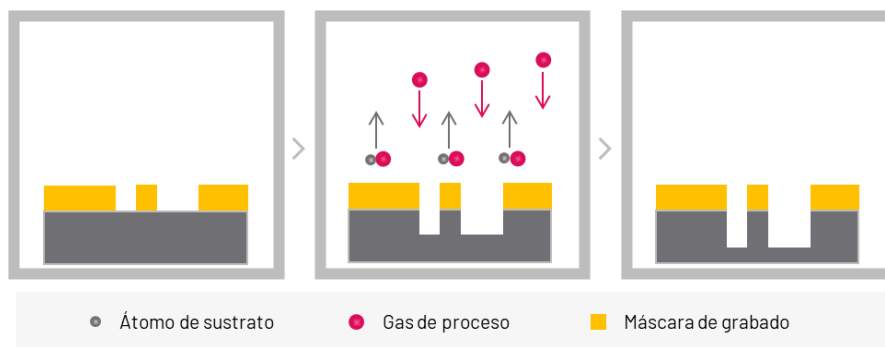 Átomo de sustrato
Gas de proceso
Máscara de grabado